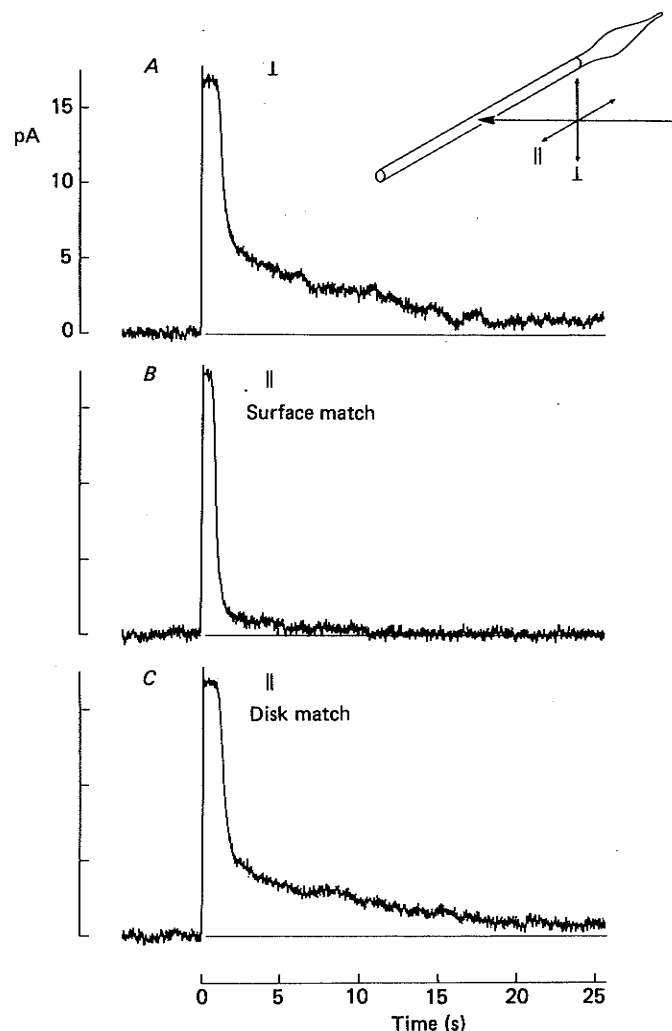 A ⊥
15
pA
10
5
0
||
⊥
B ||
Surface match
C ||
Disk match
0 5 10 15 20 25
Time (s)